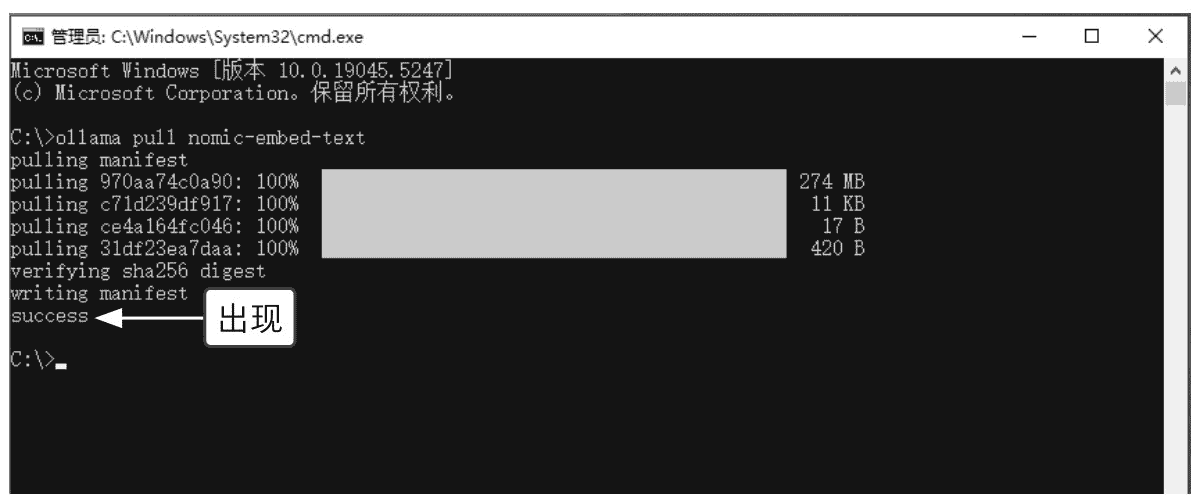 管理员: C:\Windows\System32\cmd.exe
Microsoft Windows [版本 10.0.19045.5247]
(c) Microsoft Corporation。保留所有权利。
C:\>ollama pull nomic-embed-text
pulling manifest
pulling 970aa74c0a90: 100% 274 MB
pulling c71d239df917: 100% 11 KB
pulling ce4a164fc046: 100% 17 B
pulling 31df23ea7daa: 100% 420 B
verifying sha256 digest
writing manifest
success
出现
C:\>